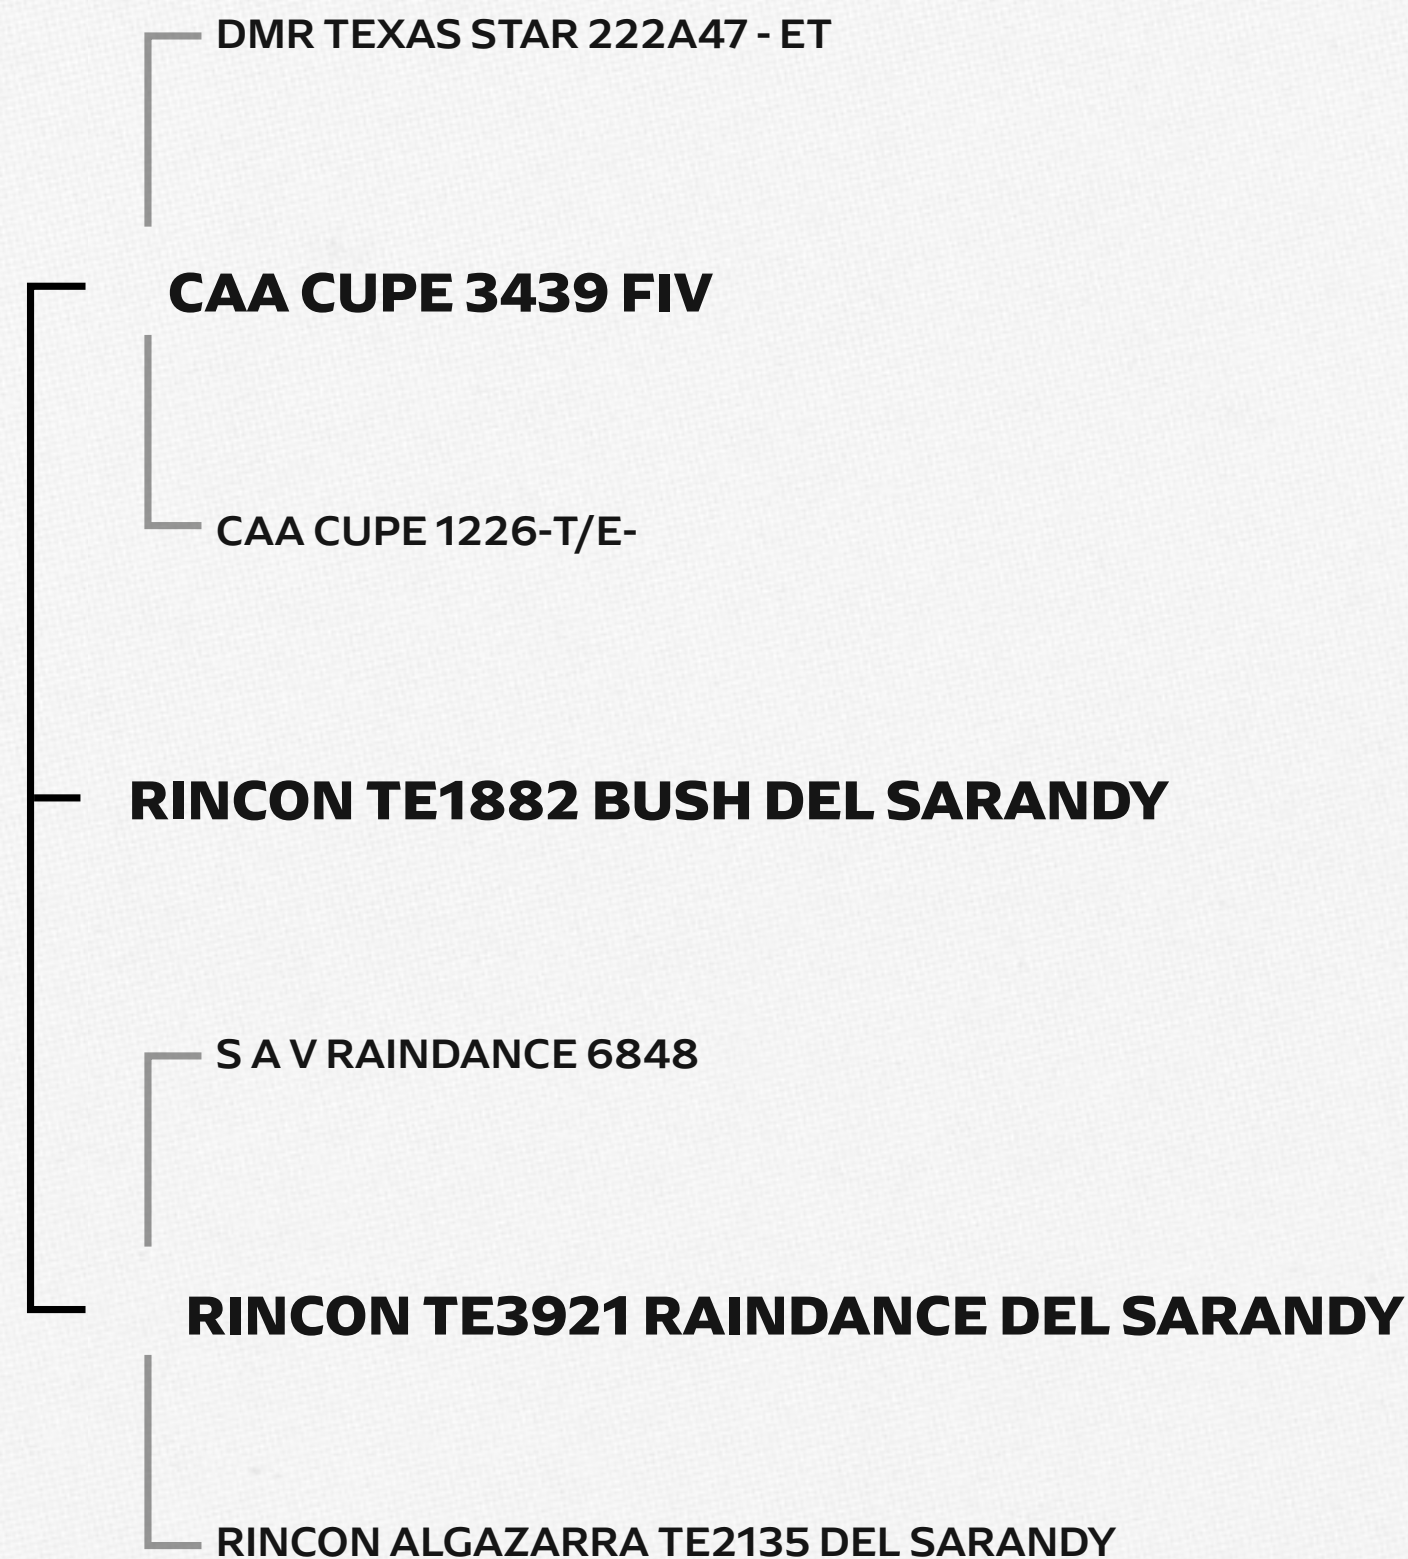 DMR TEXAS STAR 222A47 - ET
CAA CUPE 3439 FIV
CAA CUPE 1226-T/E-
RINCON TE1882 BUSH DEL SARANDY
S A V RAINDANCE 6848
RINCON TE3921 RAINDANCE DEL SARANDY
RINCON ALGAZARRA TE2135 DEL SARANDY